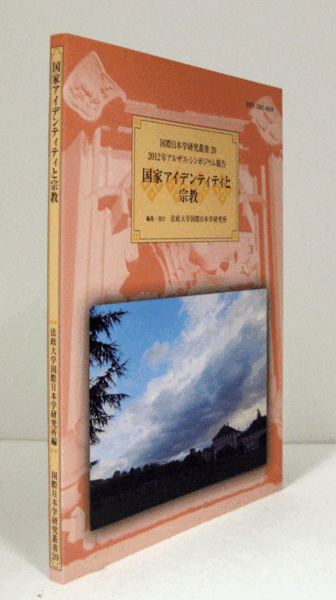 国際日本学研究叢書 20
2012年アルザス・シンポジウム報告
国家アイデンティティと
宗教
編集・発行 法政大学国際日本学研究所
国家アイデンティティと宗教
法政大学国際日本学研究所編
国際日本学研究叢書20